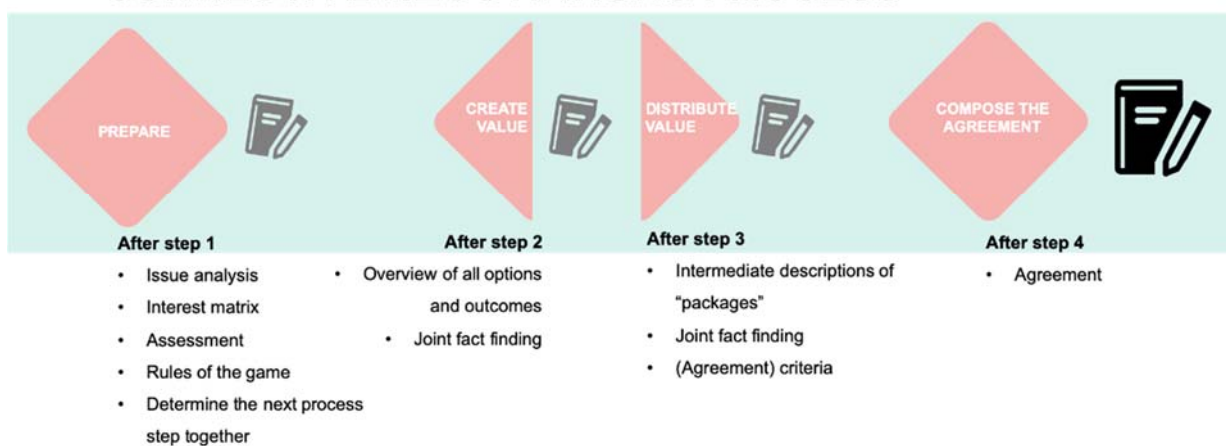 PREPARE
CREATE
VALUE
DISTRIBUTE
VALUE
COMPOSE THE
AGREEMENT
After step 1
• Issue analysis
• Interest matrix
• Assessment
• Rules of the game
• Determine the next process
step together
After step 2
• Overview of all options
and outcomes
• Joint fact finding
After step 3
• Intermediate descriptions of
“packages”
• Joint fact finding
• (Agreement) criteria
After step 4
• Agreement